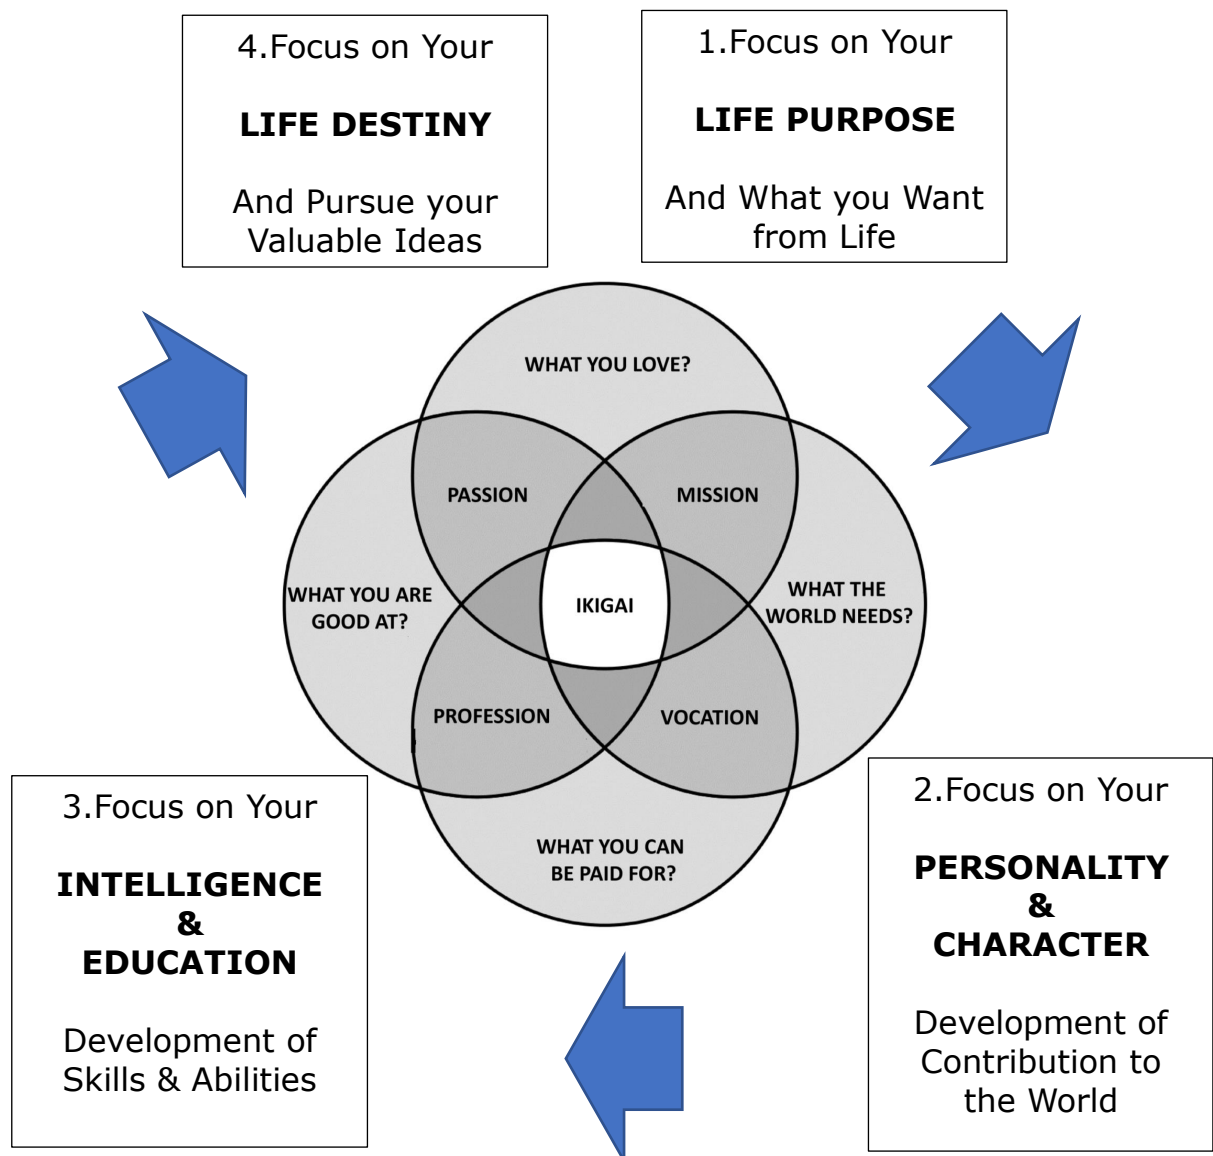 4.Focus on Your
LIFE DESTINY
And Pursue your
Valuable Ideas
1.Focus on Your
LIFE PURPOSE
And What you Want
from Life
WHAT YOU LOVE?
PASSION
MISSION
WHAT YOU ARE
GOOD AT?
IKIGAI
WHAT THE
WORLD NEEDS?
PROFESSION
VOCATION
WHAT YOU CAN
BE PAID FOR?
3.Focus on Your
INTELLIGENCE
&
EDUCATION
Development of
Skills & Abilities
2.Focus on Your
PERSONALITY
&
CHARACTER
Development of
Contribution to
the World